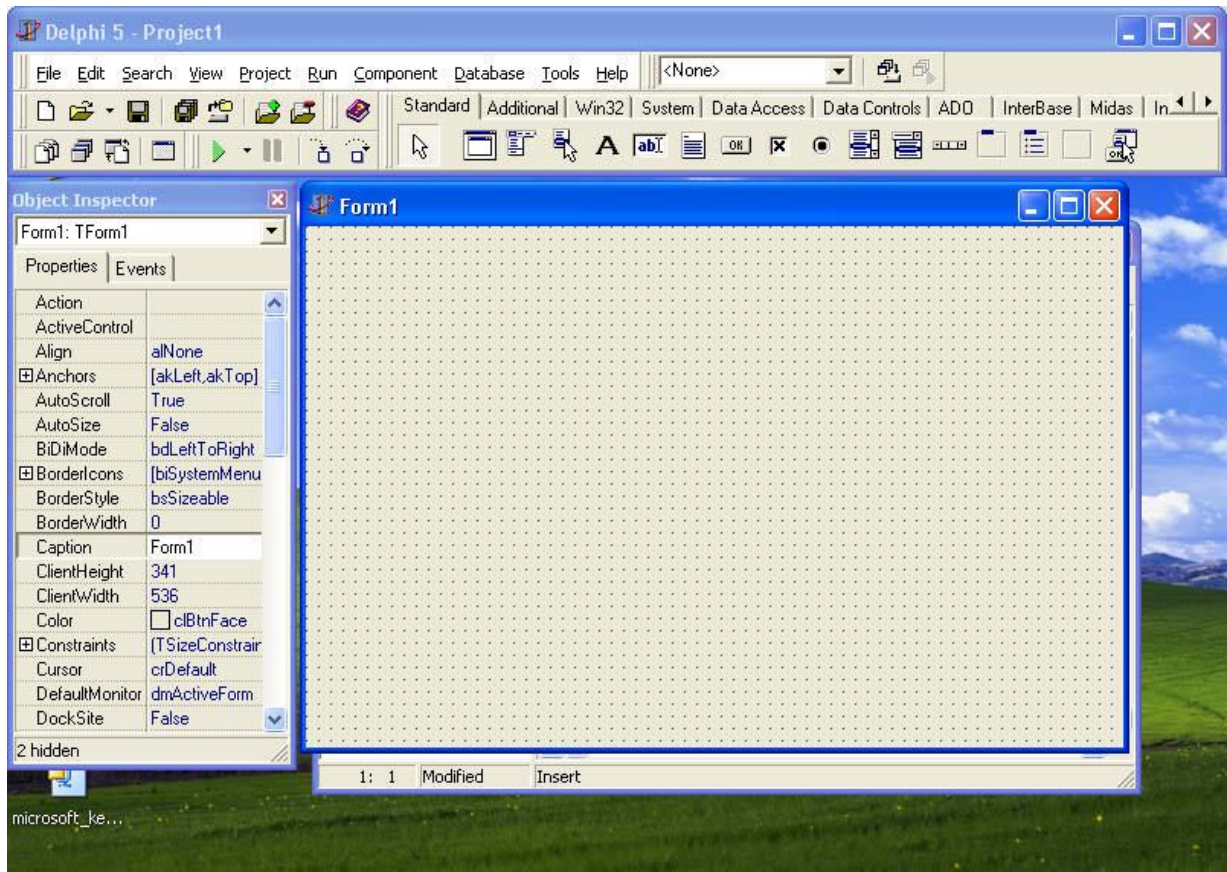 Delphi 5 - Project1
File Edit Search View Project Run Component Database Tools Help <None>
Standard Additional Win32 System Data Access Data Controls ADO InterBase Midas In
A ab OK OK
Object Inspector
Form1: TForm1
Properties Events
Action
ActiveControl
Align alNone
Anchors [akLeft,akTop]
AutoScroll True
AutoSize False
BiDiMode bdLeftToRight
BorderIcons [biSystemMenu
BorderStyle bsSizeable
BorderWidth 0
Caption Form1
ClientHeight 341
ClientWidth 536
Color clBtnFace
Constraints (TSizeConstrain
Cursor crDefault
DefaultMonitor dmActiveForm
DockSite False
2 hidden
Form1
1: 1 Modified Insert
microsoft_ke...